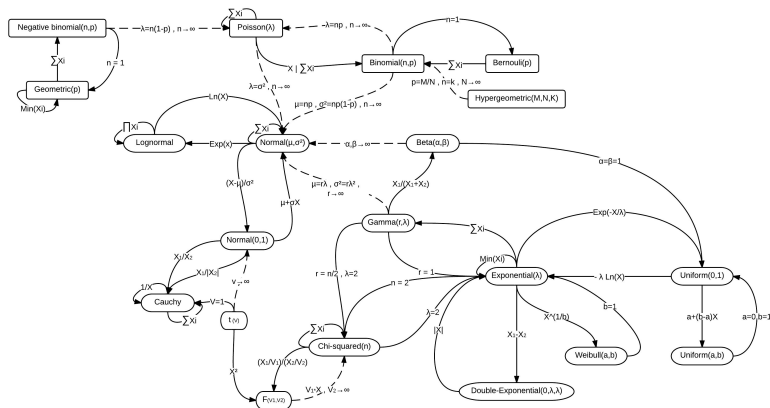 ∑Xi
Negative binomial(n,p)
λ=n(1-p) , n→∞
Poisson(λ)
λ=np , n→∞
n=1
∑Xi
n = 1
X | ∑Xi
Binomial(n,p)
∑Xi
Bernouli(p)
Geometric(p)
λ=σ² , n→∞
p=M/N , n=k , N→∞
Min(Xi)
Ln(X)
μ=np , σ²=np(1-p) , n→∞
Hypergeometric(M,N,K)
∏Xi
∑Xi
Lognormal
Exp(x)
Normal(μ,σ²)
α,β→∞
Beta(α,β)
α=β=1
(X-μ)/σ²
μ=rλ , σ²=rλ² ,
r→∞
X₁/(X₁+X₂)
μ+σX
Exp(-X/λ)
Gamma(r,λ)
∑Xi
Normal(0,1)
X₁/X₂
X₁/|X₂|
Min(Xi)
r = n/2 , λ=2
r = 1
n = 2
Exponential(λ)
- λ Ln(X)
Uniform(0,1)
1/X
v→∞
Cauchy
V=1
b=1
∑Xi
t (V)
∑Xi
λ=2
|X|
X^(1/b)
a+(b-a)X
a=0,b=1
X₁-X₂
Chi-squared(n)
Weibull(a,b)
Uniform(a,b)
(X₁/V₁)/(X₂/V₂)
X²
V₁·X , V₂→∞
Double-Exponential(0,λ,λ)
F(V1,V2)